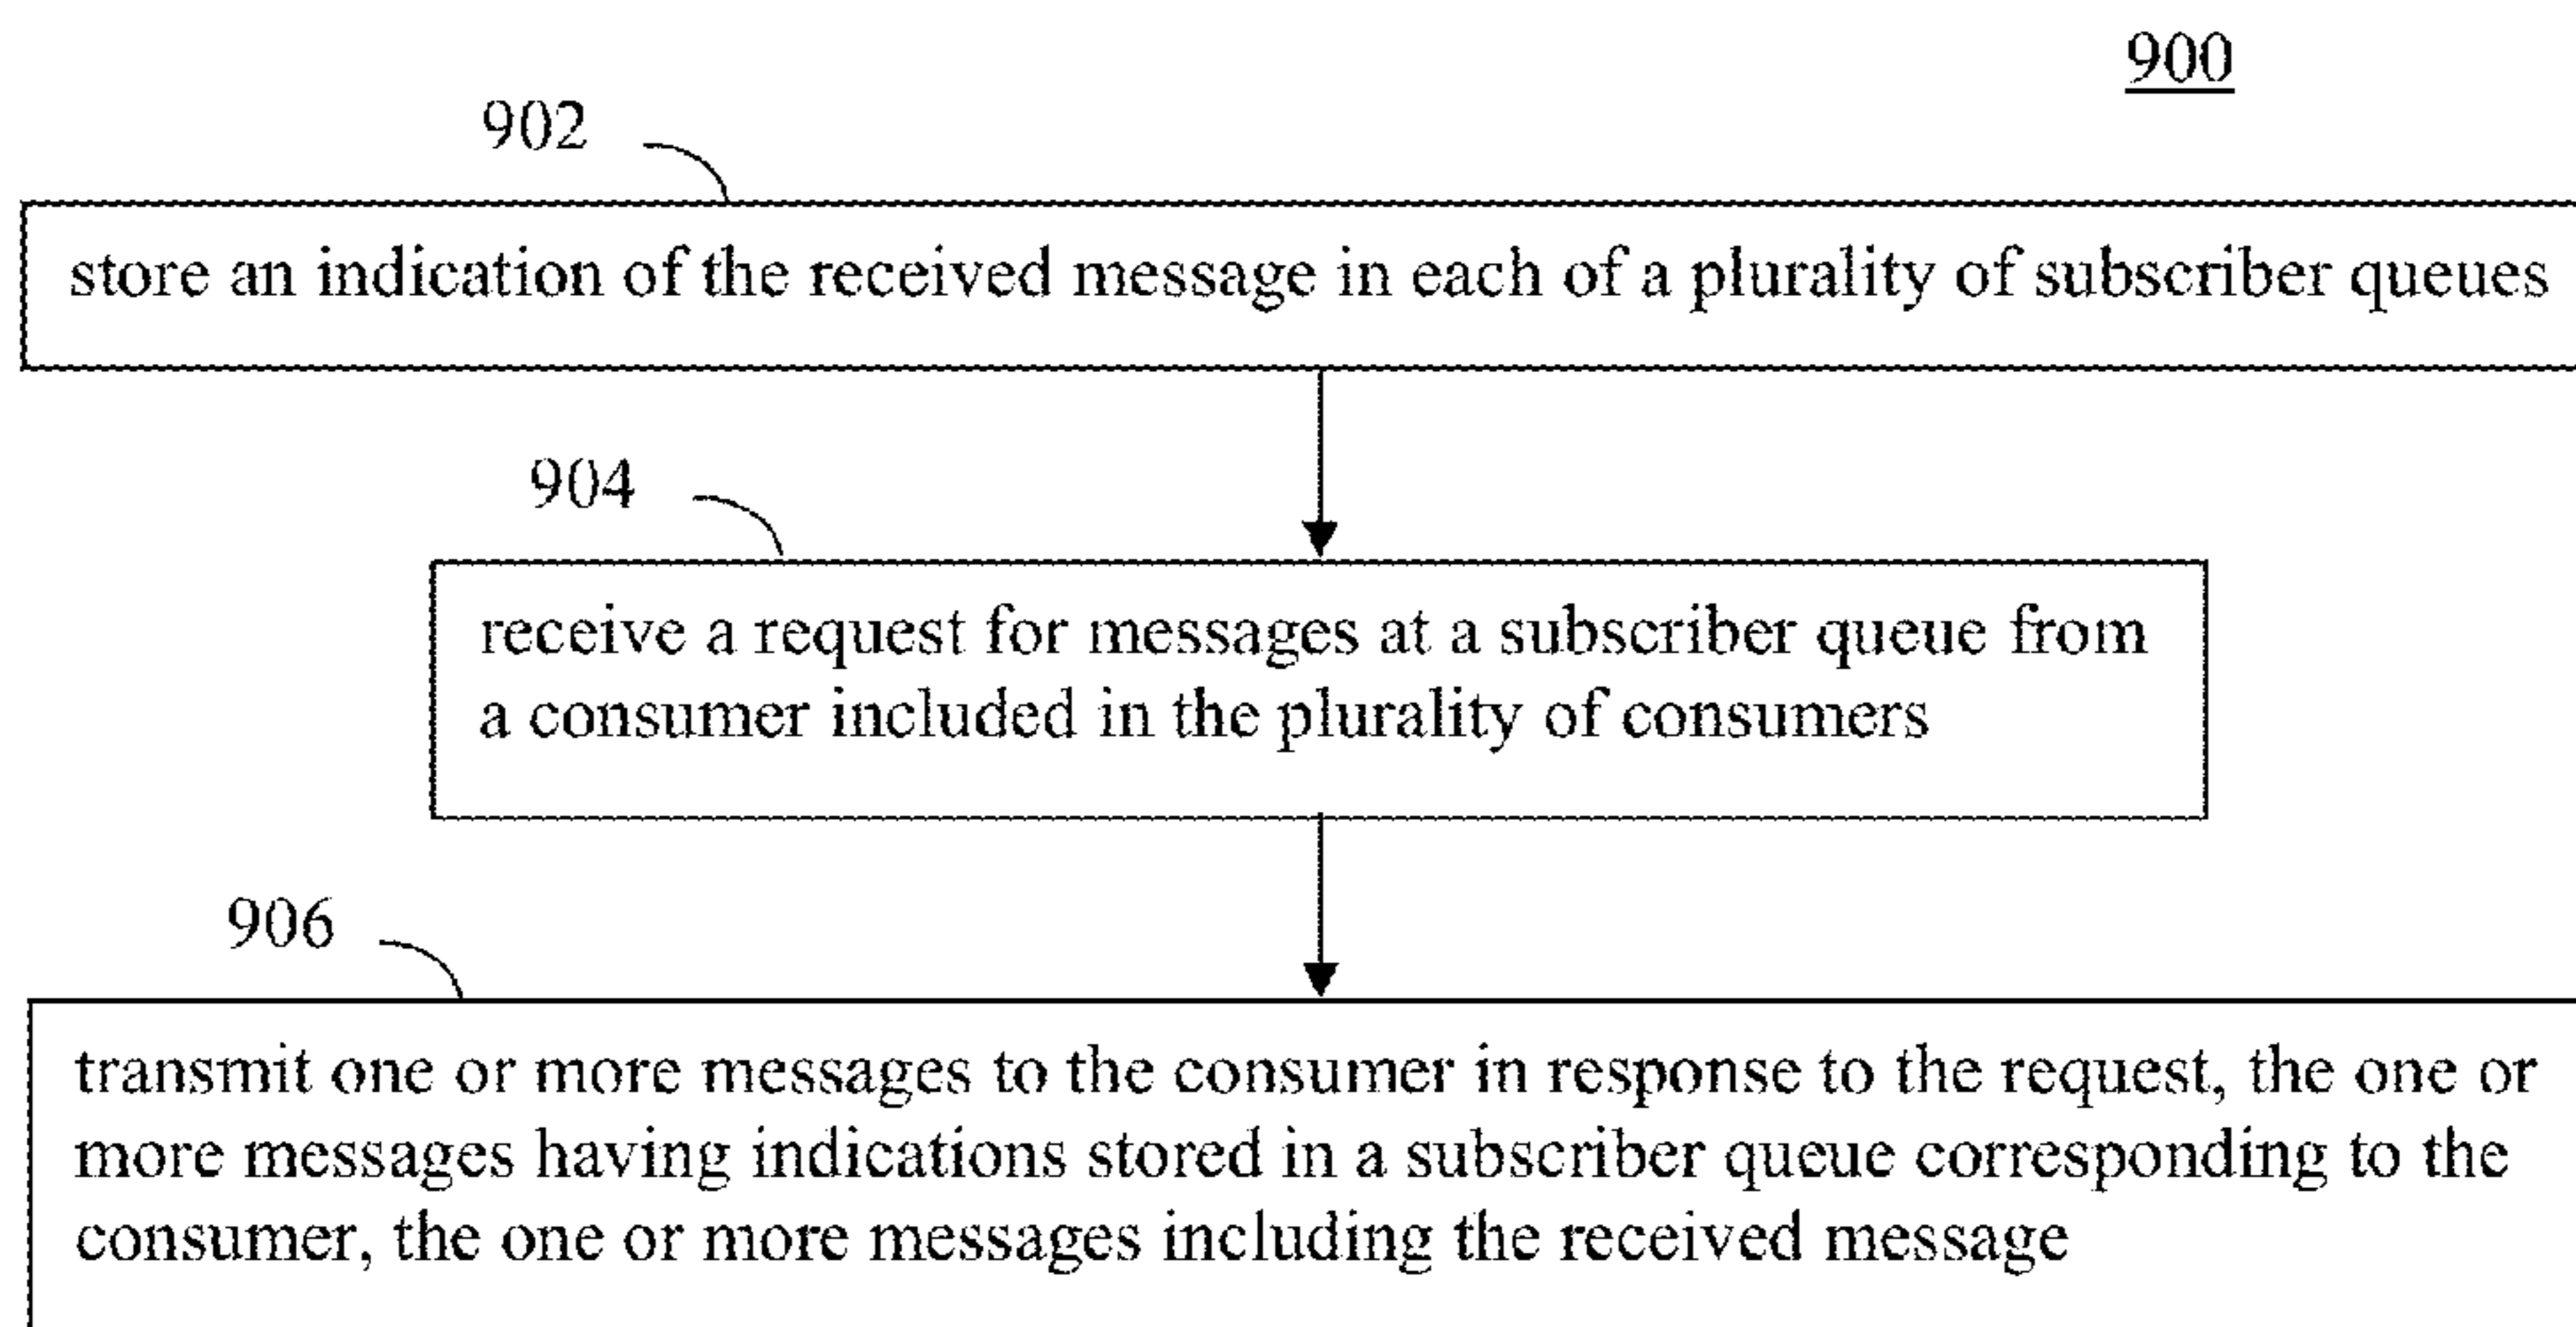 900
902
store an indication of the received message in each of a plurality of subscriber queues
904
receive a request for messages at a subscriber queue from
a consumer included in the plurality of consumers
906
transmit one or more messages to the consumer in response to the request, the one or
more messages having indications stored in a subscriber queue corresponding to the
consumer, the one or more messages including the received message